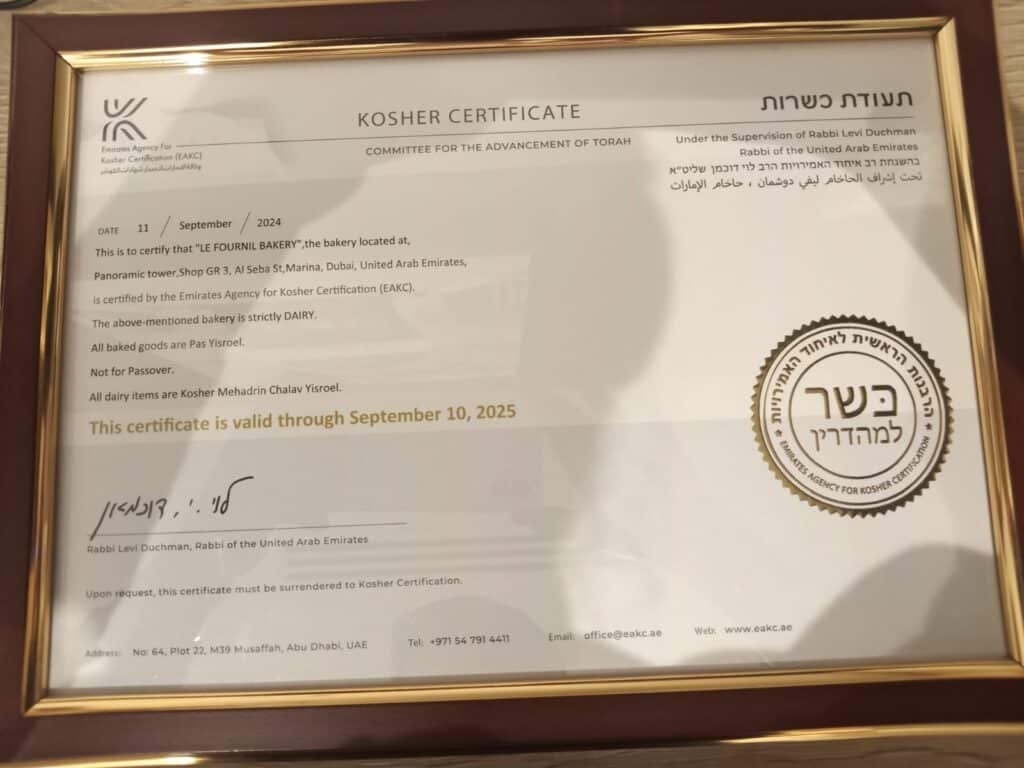 Emirates Agency For
Kosher Certification (EAKC)
KOSHER CERTIFICATE
COMMITTEE FOR THE ADVANCEMENT OF TORAH
תעודת כשרות
Under the Supervision of Rabbi Levi Duchman
Rabbi of the United Arab Emirates
בהשגחת רב איחוד האמירויות הרב לוי דוכמן שליט"א
تحت إشراف الحاخام ليفي دوشمان ، حاخام الإمارات
DATE 11 / September / 2024
This is to certify that "LE FOURNIL BAKERY",the bakery located at,
Panoramic tower,Shop GR 3, Al Seba St,Marina, Dubai, United Arab Emirates,
is certified by the Emirates Agency for Kosher Certification (EAKC).
The above-mentioned bakery is strictly DAIRY.
All baked goods are Pas Yisroel.
Not for Passover.
All dairy items are Kosher Mehadrin Chalav Yisroel.
This certificate is valid through September 10, 2025
הרבנות הראשית לאיחוד האמירויות
כשר
למהדרין
EMIRATES AGENCY FOR KOSHER CERTIFICATION
לוי י. דוכמאן
Rabbi Levi Duchman, Rabbi of the United Arab Emirates
Upon request, this certificate must be surrendered to Kosher Certification.
Address: No: 64, Plot 22, M39 Musaffah, Abu Dhabi, UAE Tel: +971 54 791 4411 Email: office@eakc.ae Web: www.eakc.ae